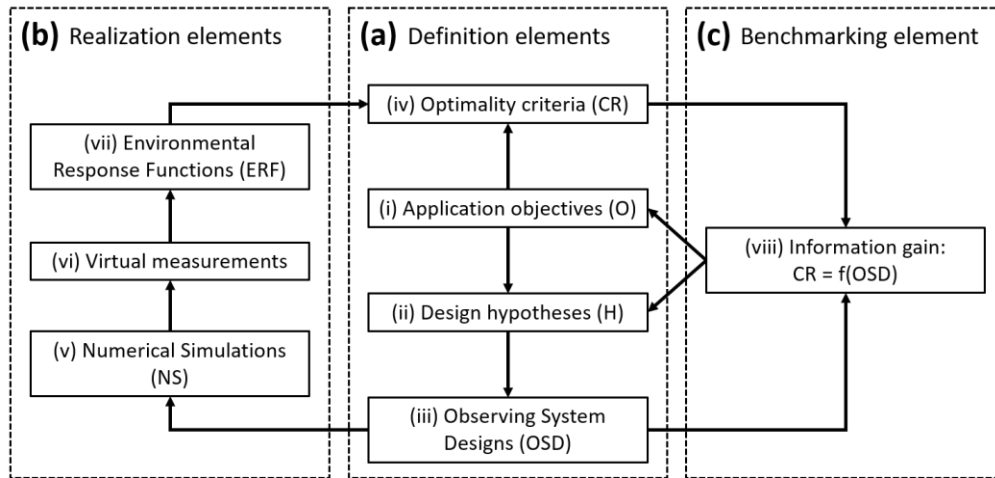 (b) Realization elements
(vii) Environmental
Response Functions (ERF)
(vi) Virtual measurements
(v) Numerical Simulations
(NS)
(a) Definition elements
(iv) Optimality criteria (CR)
(i) Application objectives (O)
(ii) Design hypotheses (H)
(iii) Observing System
Designs (OSD)
(c) Benchmarking element
(viii) Information gain:
CR = f(OSD)